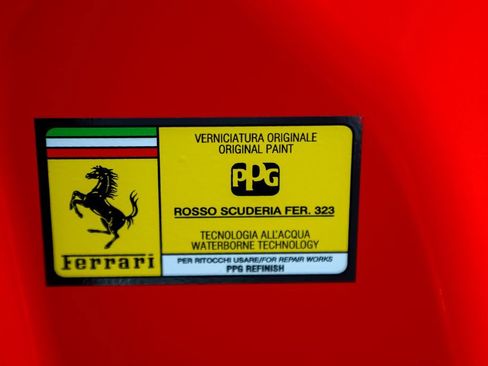 VERNICIATURA ORIGINALE
ORIGINAL PAINT
PPG
ROSSO SCUDERIA FER. 323
TECNOLOGIA ALL'ACQUA
WATERBORNE TECHNOLOGY
Ferrari
PER RITOCCHI USARE/FOR REPAIR WORKS
PPG REFINISH